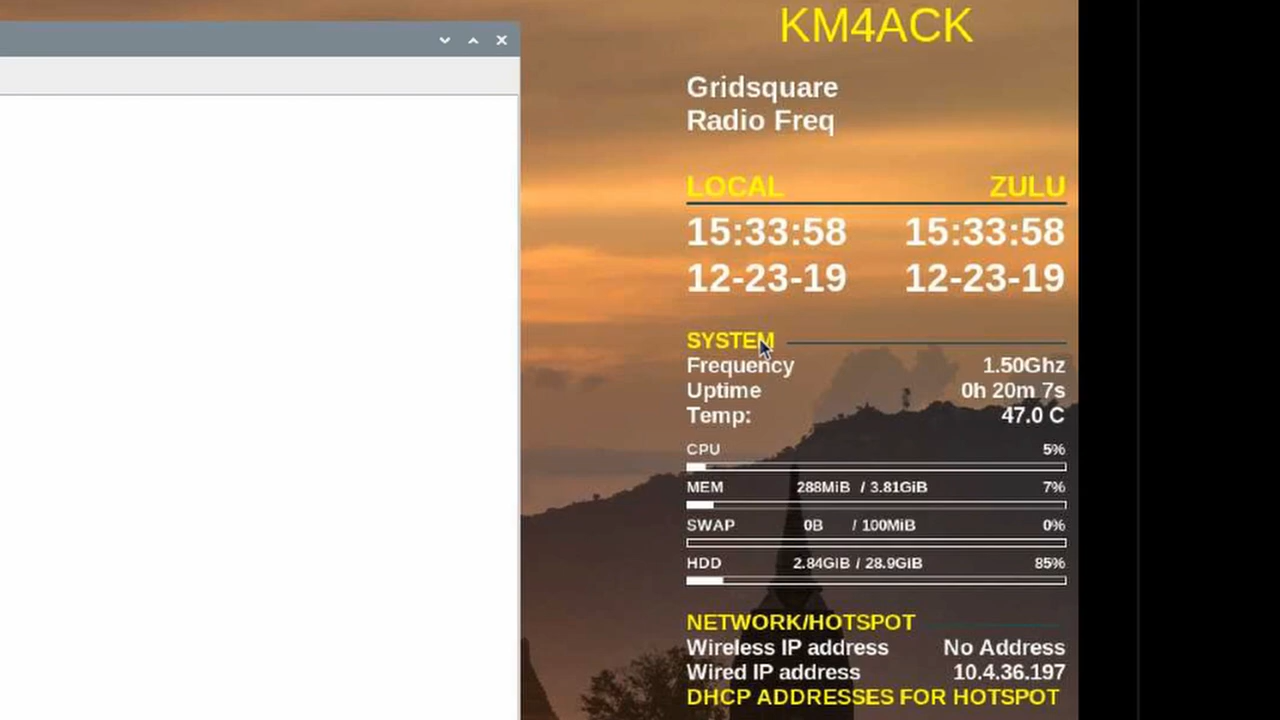 KM4ACK
Gridsquare
Radio Freq
LOCAL ZULU
15:33:58 15:33:58
12-23-19 12-23-19
SYSTEM
Frequency 1.50Ghz
Uptime 0h 20m 7s
Temp: 47.0 C
CPU 5%
MEM 288MiB / 3.81GiB 7%
SWAP 0B / 100MiB 0%
HDD 2.84GiB / 28.9GiB 85%
NETWORK/HOTSPOT
Wireless IP address No Address
Wired IP address 10.4.36.197
DHCP ADDRESSES FOR HOTSPOT